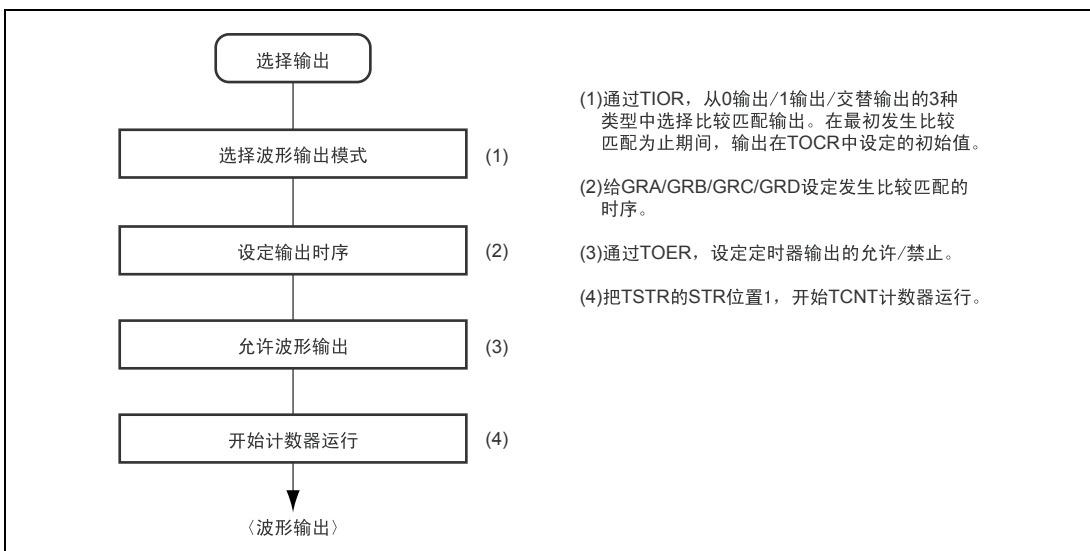 选择输出
选择波形输出模式
(1)
设定输出时序
(2)
允许波形输出
(3)
开始计数器运行
(4)
〈波形输出〉
(1)通过TIOR，从0输出/1输出/交替输出的3种
类型中选择比较匹配输出。在最初发生比较
匹配为止期间，输出在TOCR中设定的初始值。
(2)给GRA/GRB/GRC/GRD设定发生比较匹配的
时序。
(3)通过TOER，设定定时器输出的允许/禁止。
(4)把TSTR的STR位置1，开始TCNT计数器运行。